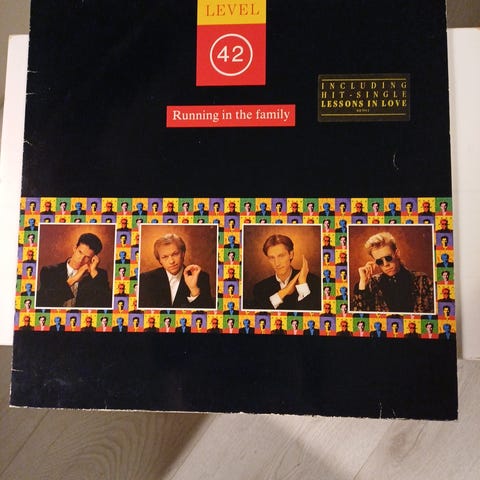 LEVEL
42
Running in the family
INCLUDING
HIT-SINGLE
LESSONS IN LOVE